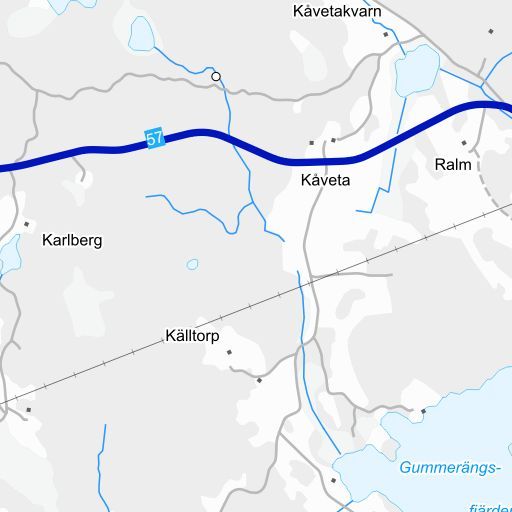 Kåvetakvarn
57
Ralm
Kåveta
Karlberg
Källtorp
Gummerängs-
fjärden